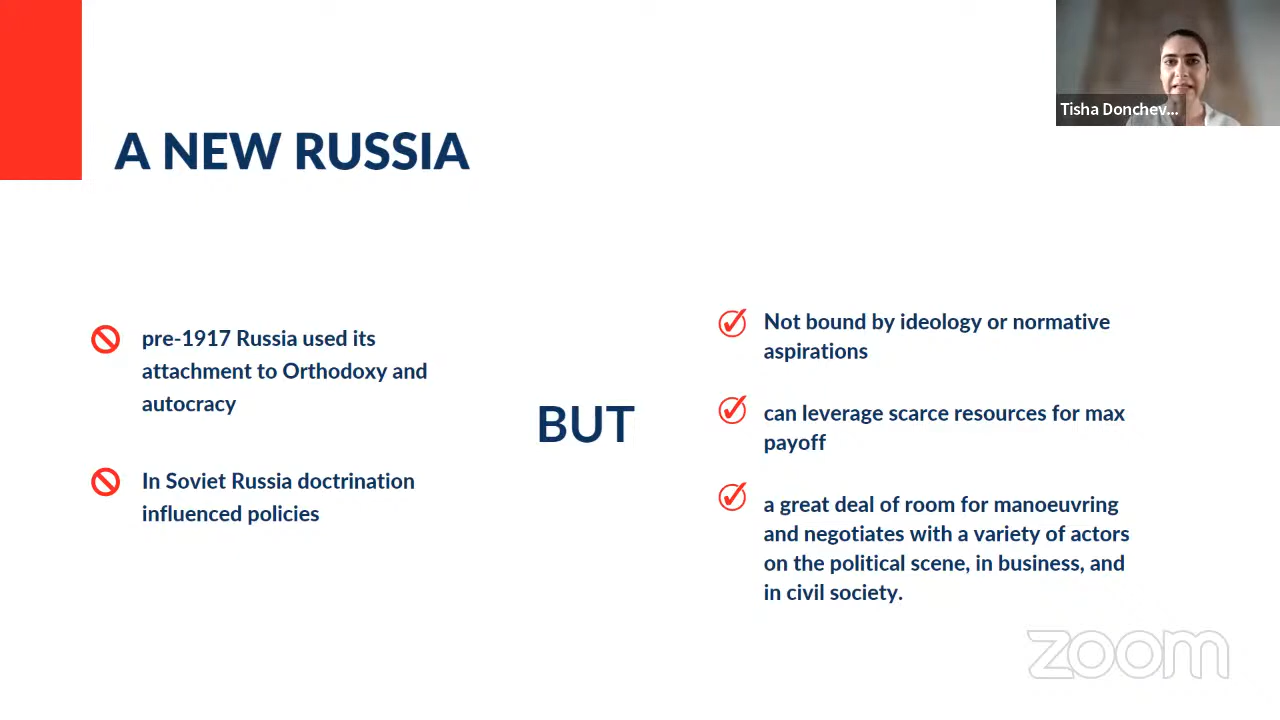 Tisha Donchev...
A NEW RUSSIA
pre-1917 Russia used its
attachment to Orthodoxy and
autocracy
In Soviet Russia doctrination
influenced policies
BUT
Not bound by ideology or normative
aspirations
can leverage scarce resources for max
payoff
a great deal of room for manoeuvring
and negotiates with a variety of actors
on the political scene, in business, and
in civil society.
zoom